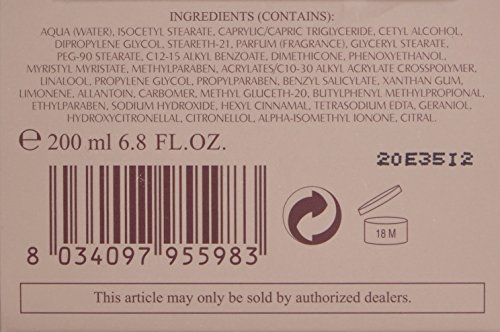 INGREDIENTS (CONTAINS):
AQUA (WATER), ISOCETYL STEARATE, CAPRYLIC/CAPRIC TRIGLYCERIDE, CETYL ALCOHOL,
DIPROPYLENE GLYCOL, STEARETH-21, PARFUM (FRAGRANCE), GLYCERYL STEARATE,
PEG-90 STEARATE, C12-15 ALKYL BENZOATE, DIMETHICONE, PHENOXYETHANOL,
MYRISTYL MYRISTATE, METHYLPARABEN, ACRYLATES/C10-30 ALKYL ACRYLATE CROSSPOLYMER,
LINALOOL, PROPYLENE GLYCOL, PROPYLPARABEN, BENZYL SALICYLATE, XANTHAN GUM,
LIMONENE, ALLANTOIN, CARBOMER, METHYL GLUCETH-20, BUTYLPHENYL METHYLPROPIONAL,
ETHYLPARABEN, SODIUM HYDROXIDE, HEXYL CINNAMAL, TETRASODIUM EDTA, GERANIOL,
HYDROXYCITRONELLAL, CITRONELLOL, ALPHA-ISOMETHYL IONONE, CITRAL.
℮ 200 ml 6.8 FL.OZ.
20E3512
8 034097 955983
18 M
This article may only be sold by authorized dealers.